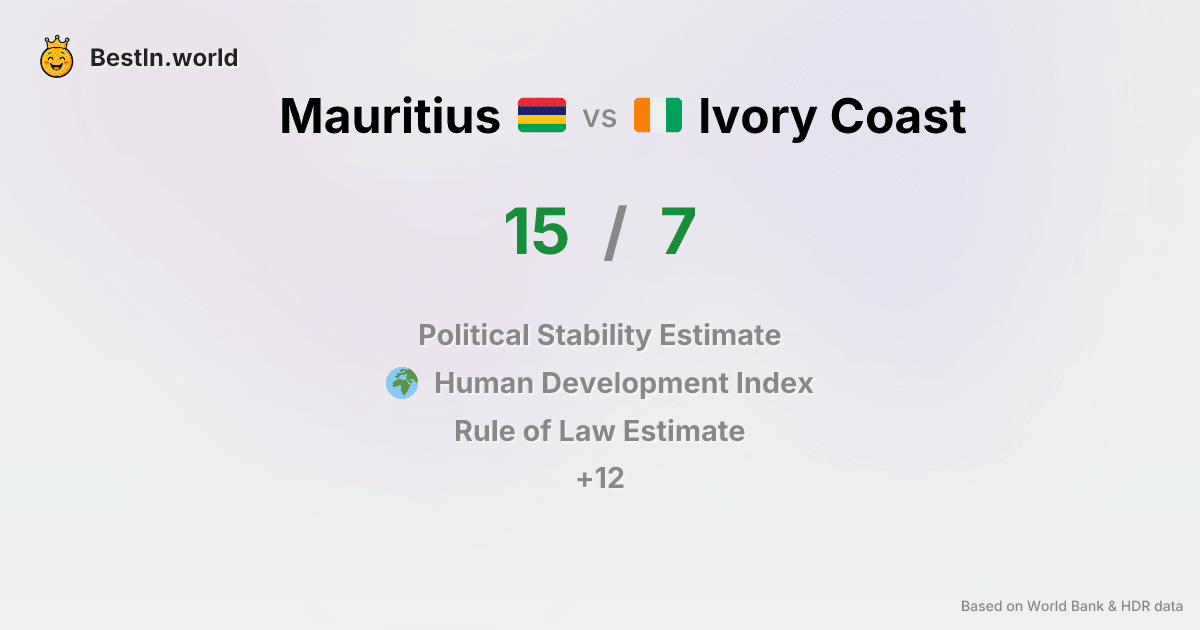 BestIn.world
Mauritius vs Ivory Coast
15 / 7
Political Stability Estimate
Human Development Index
Rule of Law Estimate
+12
Based on World Bank & HDR data